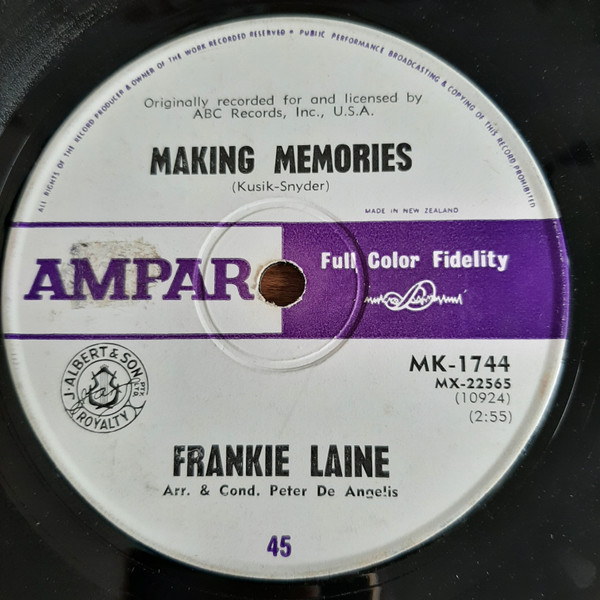 ALL RIGHTS OF THE RECORD PRODUCER & OWNER OF THE WORK RECORDED RESERVED • PUBLIC PERFORMANCE BROADCASTING & COPYING OF THIS RECORD PROHIBITED
Originally recorded for and licensed by
ABC Records, Inc., U.S.A.
MAKING MEMORIES
(Kusik-Snyder)
MADE IN NEW ZEALAND
AMPAR
Full Color Fidelity
MK-1744
MX-22565
(10924)
(2:55)
J. ALBERT & SON PTY LTD
ROYALTY
FRANKIE LAINE
Arr. & Cond. Peter De Angelis
45